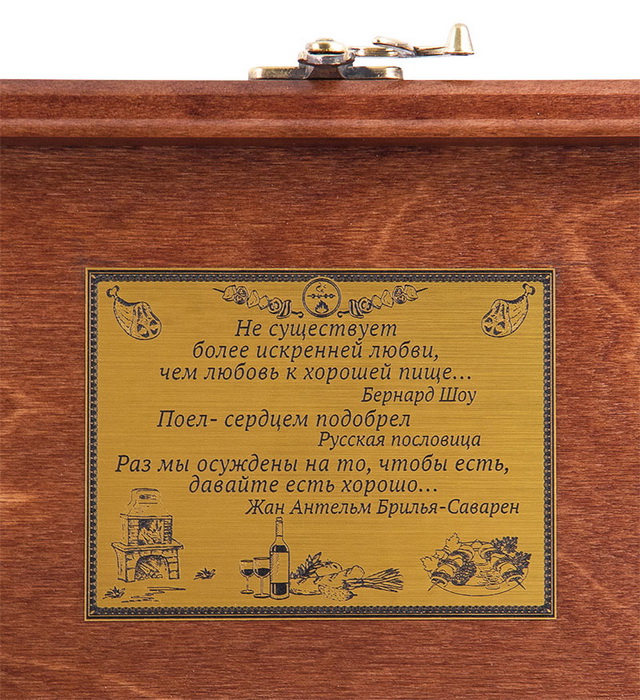 Не существует
более искренней любви,
чем любовь к хорошей пище...
Бернард Шоу
Поел- сердцем подобрел
Русская пословица
Раз мы осуждены на то, чтобы есть,
давайте есть хорошо...
Жан Антельм Брилья-Саварен